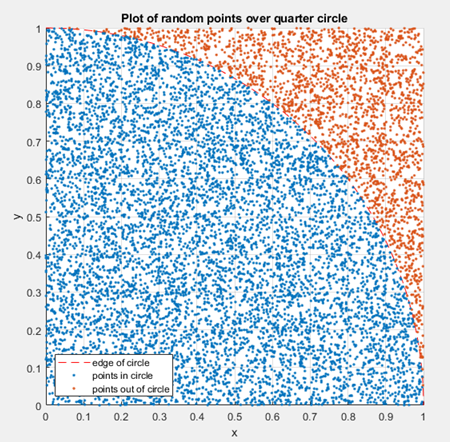 Plot of random points over quarter circle
1
0.9
0.8
0.7
0.6
0.5
0.4
0.3
0.2
0.1
0
y
edge of circle
points in circle
points out of circle
0 0.1 0.2 0.3 0.4 0.5 0.6 0.7 0.8 0.9 1
x